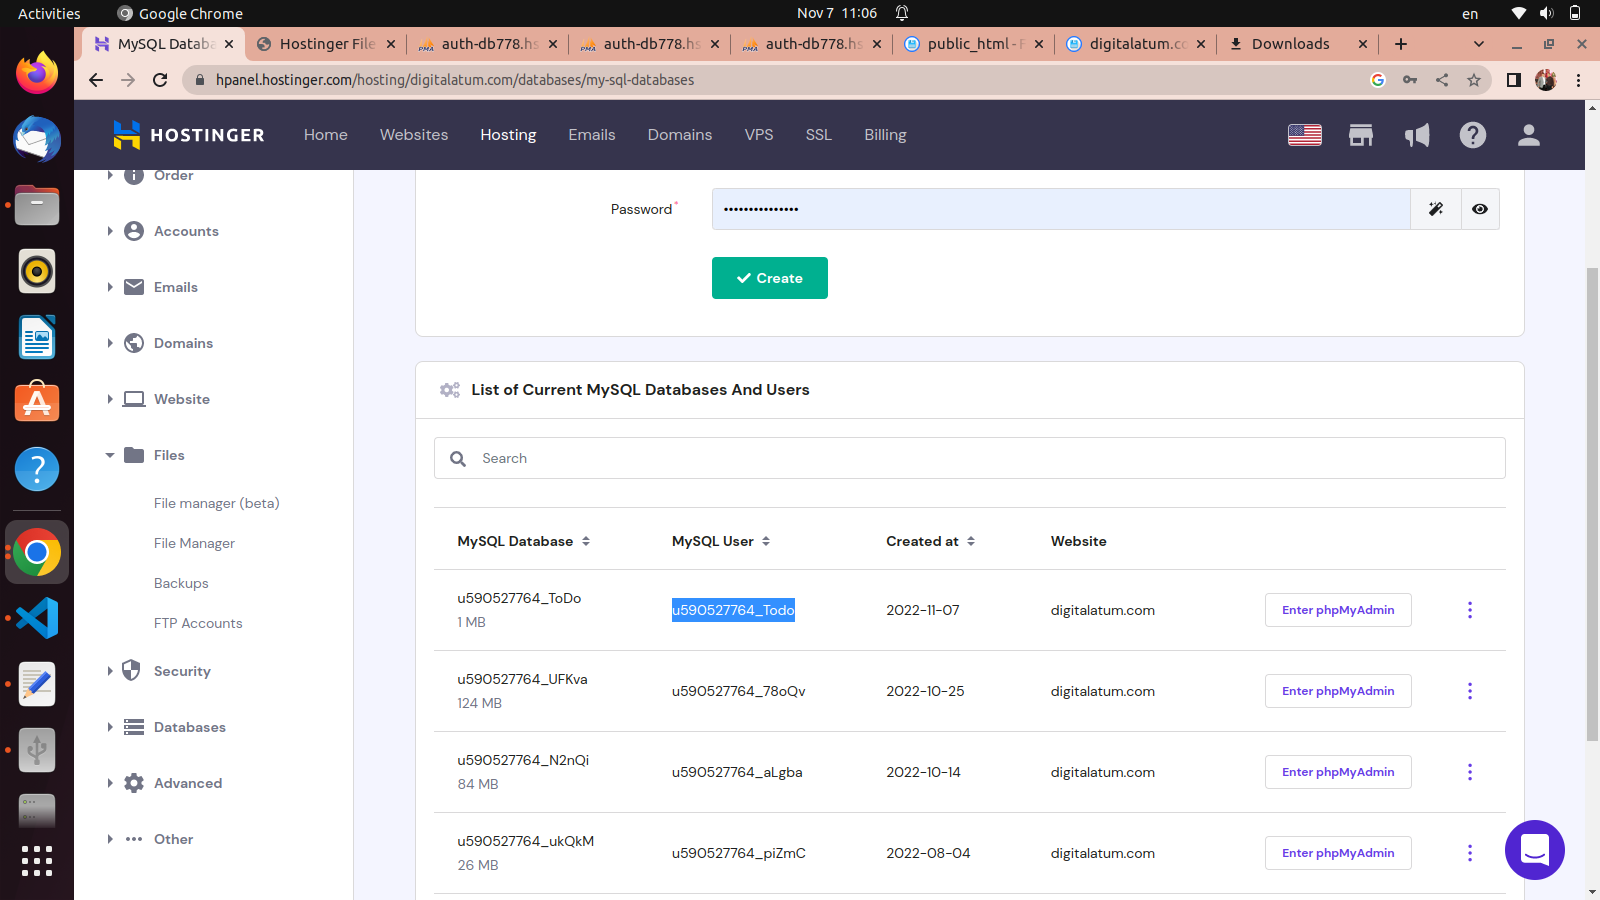 Activities
Google Chrome
Nov 7 11:06
en
MySQL Databa
Hostinger File
auth-db778.hs
auth-db778.hs
auth-db778.hs
public_html - F
digitalatum.co
Downloads
hpanel.hostinger.com/hosting/digitalatum.com/databases/my-sql-databases
HOSTINGER
Home
Websites
Hosting
Emails
Domains
VPS
SSL
Billing
Order
Accounts
Emails
Domains
Website
Files
File manager (beta)
File Manager
Backups
FTP Accounts
Security
Databases
Advanced
Other
Password*
•••••••••••••••
Create
List of Current MySQL Databases And Users
Search
MySQL Database
MySQL User
Created at
Website
u590527764_ToDo
1 MB
u590527764_Todo
2022-11-07
digitalatum.com
Enter phpMyAdmin
u590527764_UFKva
124 MB
u590527764_78oQv
2022-10-25
digitalatum.com
Enter phpMyAdmin
u590527764_N2nQi
84 MB
u590527764_aLgba
2022-10-14
digitalatum.com
Enter phpMyAdmin
u590527764_ukQkM
26 MB
u590527764_piZmC
2022-08-04
digitalatum.com
Enter phpMyAdmin